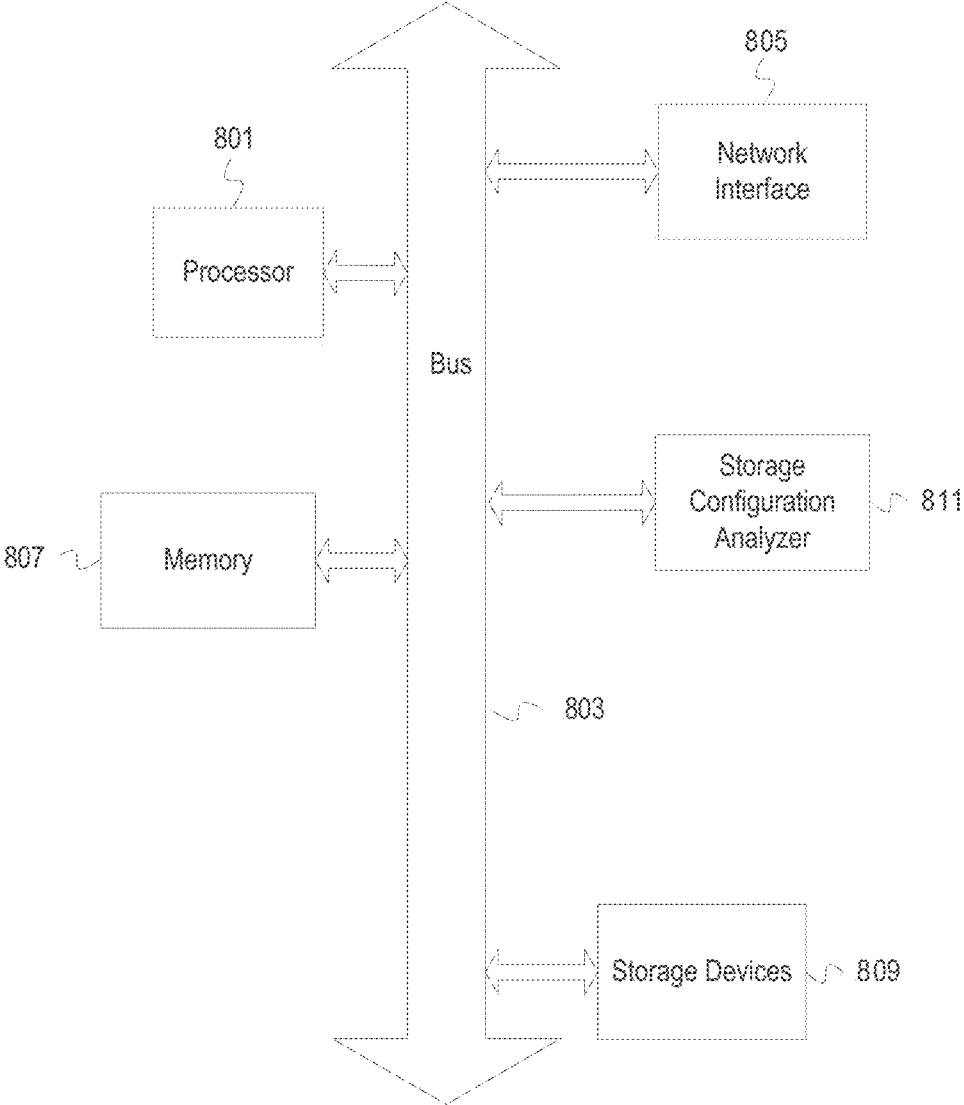 805
Network
Interface
801
Processor
Bus
Storage
Configuration
Analyzer
811
807
Memory
803
Storage Devices
809